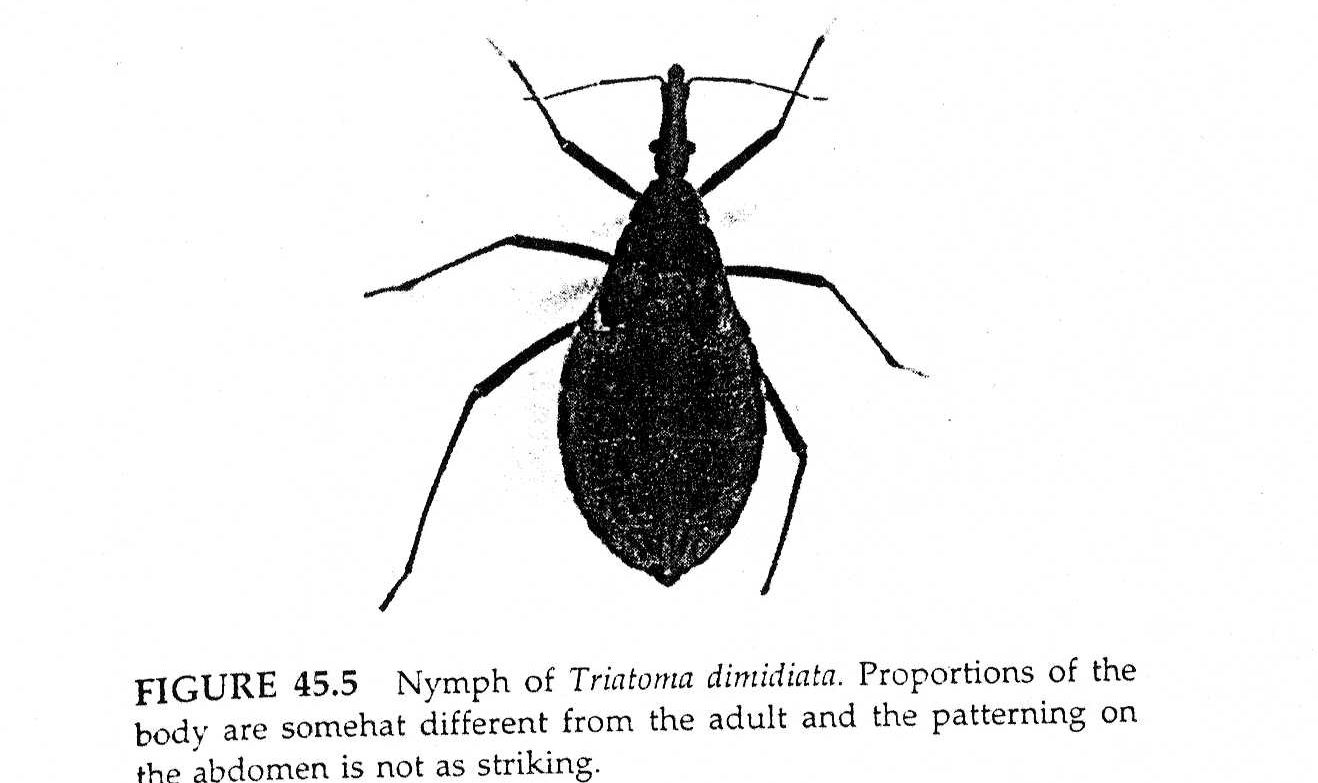 FIGURE 45.5 Nymph of Triatoma dimidiata. Proportions of the
body are somehat different from the adult and the patterning on
the abdomen is not as striking.